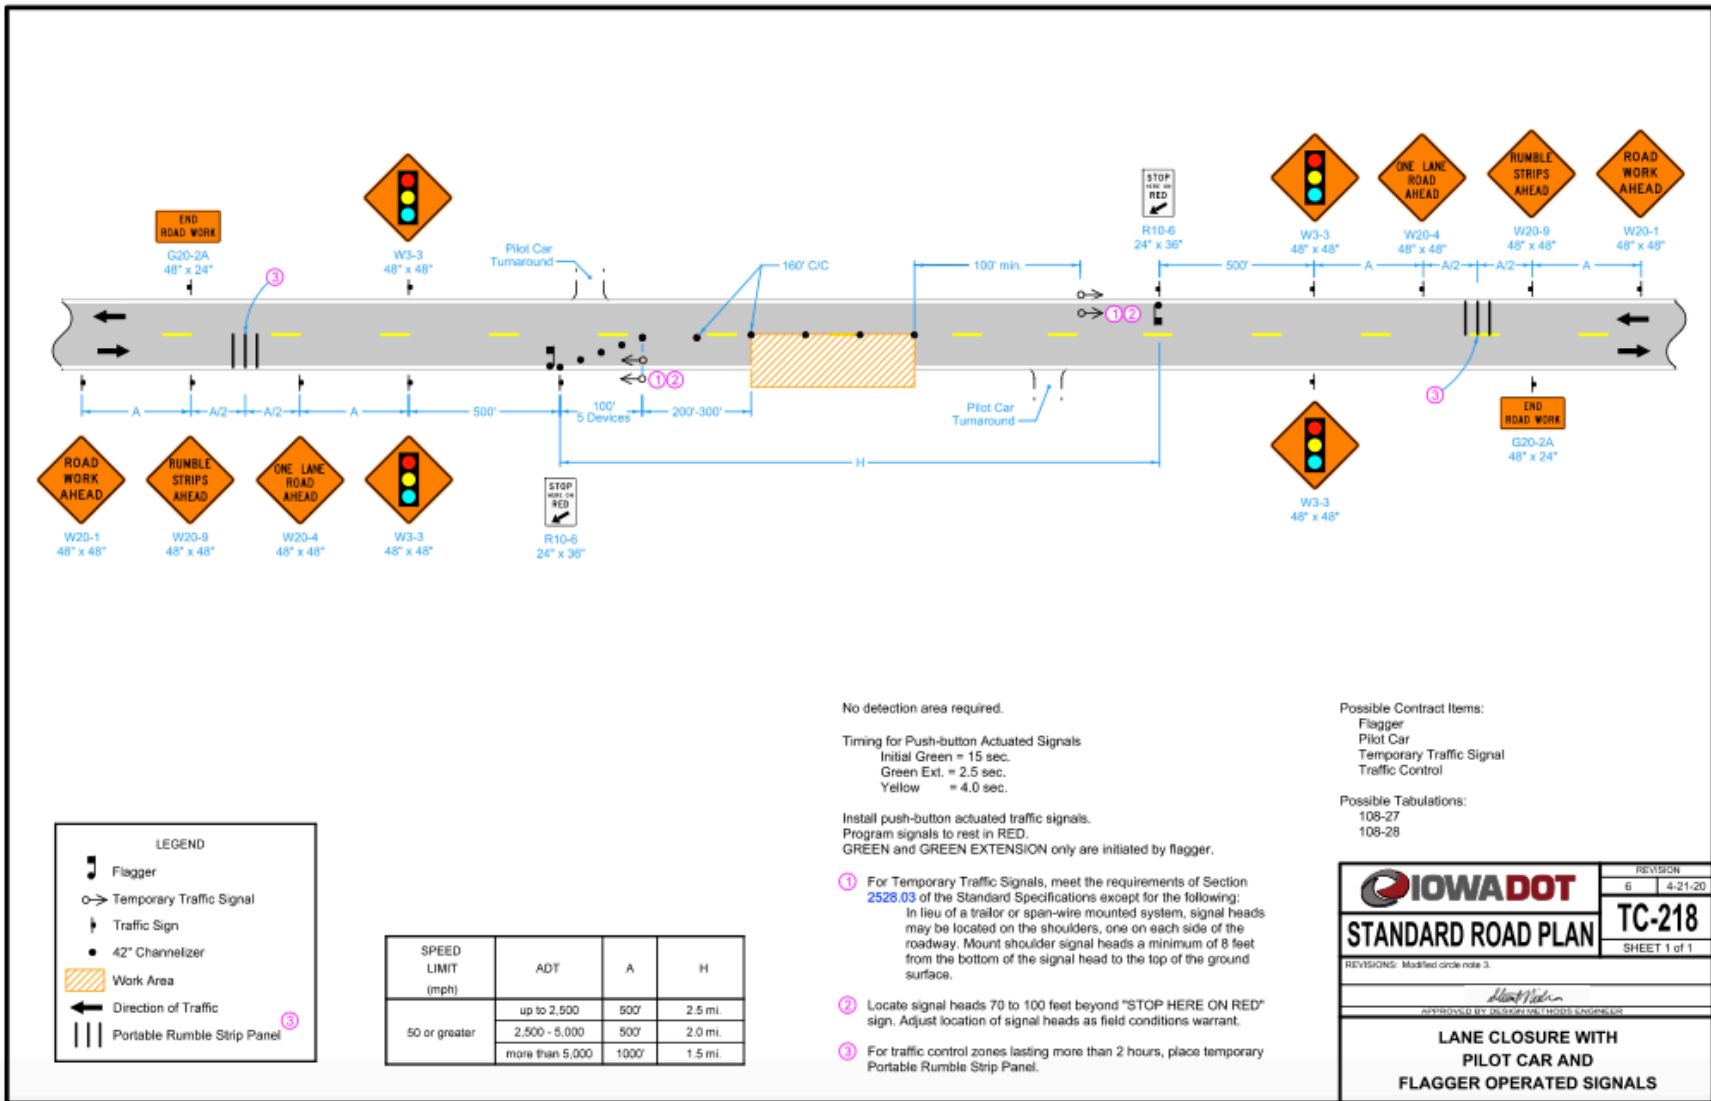 STOP
HERE ON
RED
R10-6
24" x 36"
W3-3
48" x 48"
ONE LANE
ROAD
AHEAD
W20-4
48" x 48"
RUMBLE
STRIPS
AHEAD
W20-9
48" x 48"
ROAD
WORK
AHEAD
W20-1
48" x 48"
END
ROAD WORK
G20-2A
48" x 24"
W3-3
48" x 48"
Pilot Car
Turnaround
160' C/C
100' min.
500'
A
A/2
A/2
A
3
1 2
1 2
3
A
A/2
A/2
A
500'
100'
5 Devices
200'-300'
Pilot Car
Turnaround
H
END
ROAD WORK
G20-2A
48" x 24"
W3-3
48" x 48"
ROAD
WORK
AHEAD
W20-1
48" x 48"
RUMBLE
STRIPS
AHEAD
W20-9
48" x 48"
ONE LANE
ROAD
AHEAD
W20-4
48" x 48"
W3-3
48" x 48"
STOP
HERE ON
RED
R10-6
24" x 36"
LEGEND
Flagger
Temporary Traffic Signal
Traffic Sign
42" Channelizer
Work Area
Direction of Traffic
Portable Rumble Strip Panel 3
SPEED
LIMIT
(mph)
ADT
A
H
50 or greater
up to 2,500 500' 2.5 mi.
2,500 - 5,000 500' 2.0 mi.
more than 5,000 1000' 1.5 mi.
No detection area required.
Timing for Push-button Actuated Signals
Initial Green = 15 sec.
Green Ext. = 2.5 sec.
Yellow = 4.0 sec.
Install push-button actuated traffic signals.
Program signals to rest in RED.
GREEN and GREEN EXTENSION only are initiated by flagger.
1 For Temporary Traffic Signals, meet the requirements of Section
2528.03 of the Standard Specifications except for the following:
In lieu of a trailor or span-wire mounted system, signal heads
may be located on the shoulders, one on each side of the
roadway. Mount shoulder signal heads a minimum of 8 feet
from the bottom of the signal head to the top of the ground
surface.
2 Locate signal heads 70 to 100 feet beyond "STOP HERE ON RED"
sign. Adjust location of signal heads as field conditions warrant.
3 For traffic control zones lasting more than 2 hours, place temporary
Portable Rumble Strip Panel.
Possible Contract Items:
Flagger
Pilot Car
Temporary Traffic Signal
Traffic Control
Possible Tabulations:
108-27
108-28
IOWADOT
STANDARD ROAD PLAN
REVISION
6 4-21-20
TC-218
SHEET 1 of 1
REVISIONS: Modified circle note 3.
APPROVED BY DESIGN METHODS ENGINEER
LANE CLOSURE WITH
PILOT CAR AND
FLAGGER OPERATED SIGNALS